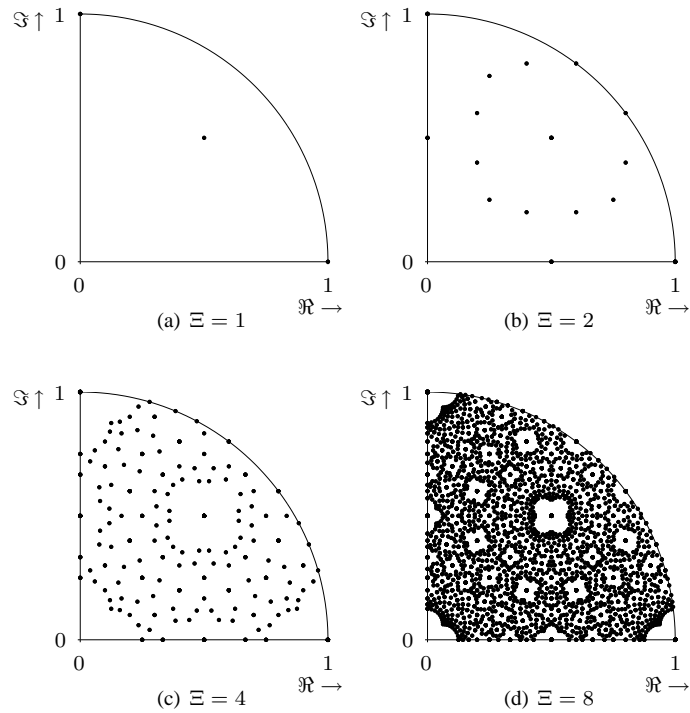 ℑ ↑ 1
0
0 1
ℜ →
(a) Ξ = 1
ℑ ↑ 1
0
0 1
ℜ →
(b) Ξ = 2
ℑ ↑ 1
0
0 1
ℜ →
(c) Ξ = 4
ℑ ↑ 1
0
0 1
ℜ →
(d) Ξ = 8